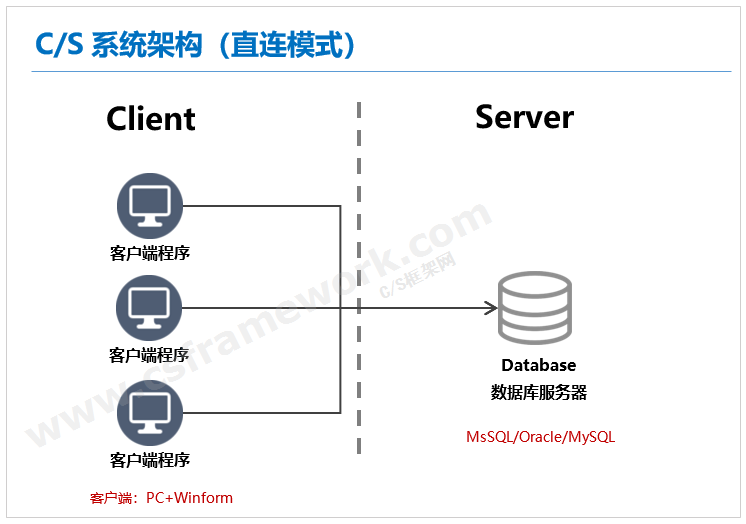 C/S 系统架构（直连模式）
Client
Server
客户端程序
客户端程序
客户端程序
Database
数据库服务器
MsSQL/Oracle/MySQL
客户端：PC+Winform
www.csframework.com
C/S框架网